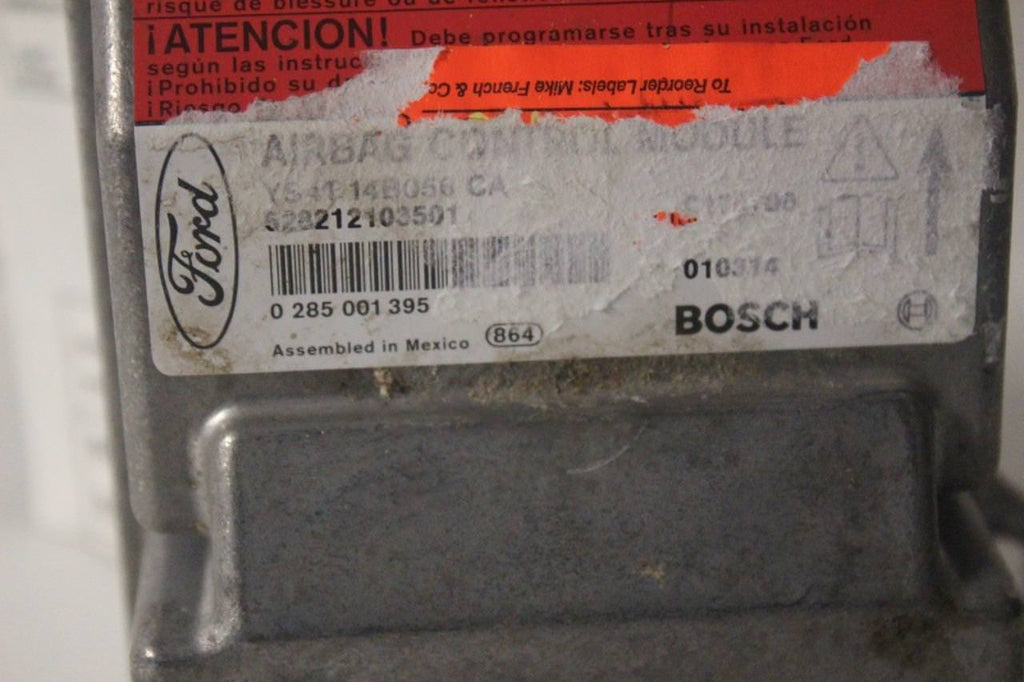 risque de blessure ou de
¡ATENCION! Debe programarse tras su instalación
según las
¡Prohibido su
¡Riesgo
To Reorder Labels: Mike French & Co
AIRBAG CONTROL MODULE
Ford
14B056 CA
628212103501
010314
0 285 001 395
BOSCH
Assembled in Mexico 864